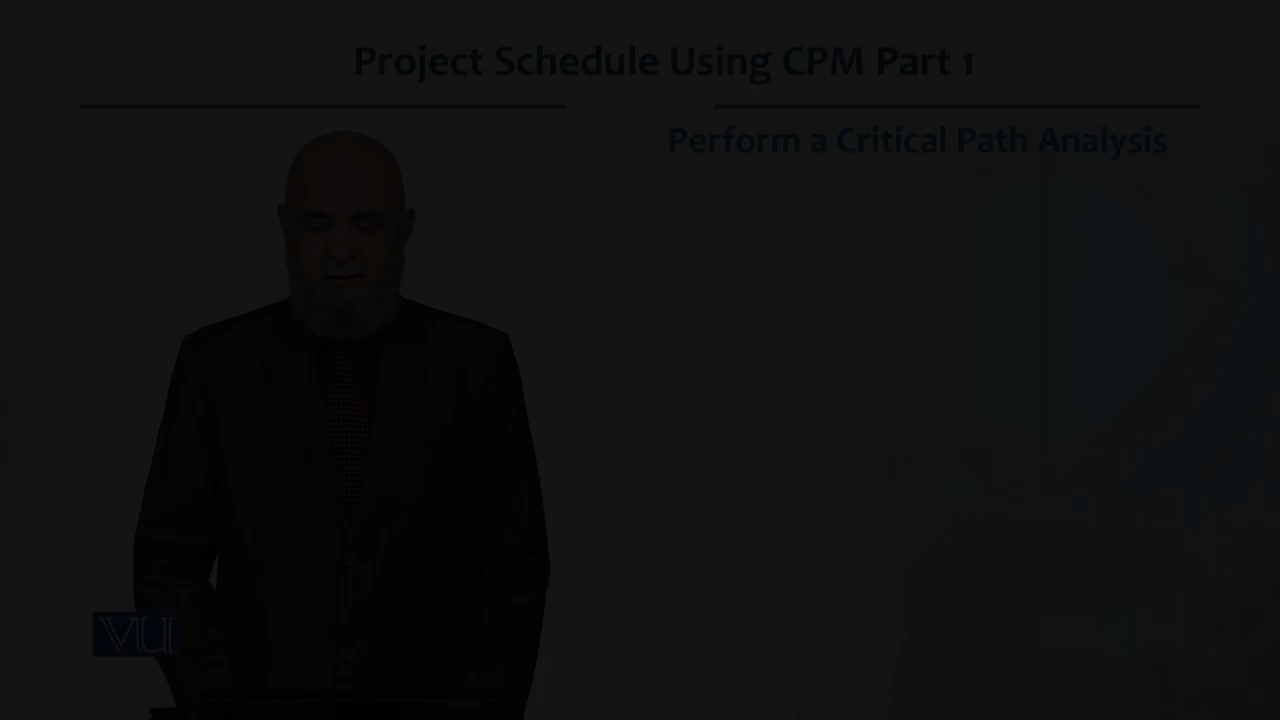 Project Schedule Using CPM Part 1
Perform a Critical Path Analysis
VU